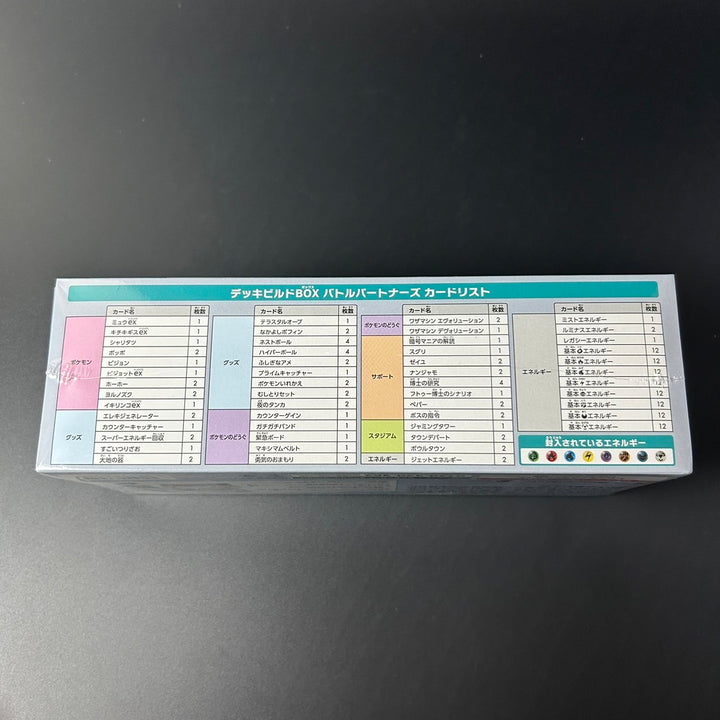 デッキビルドBOX バトルパートナーズ カードリスト
カード名 枚数
ポケモン
ミュウex 1
キチキギスex 1
シャリタツ 1
ポッポ 2
ピジョン 1
ピジョットex 1
ホーホー 2
ヨルノズク 2
イキリンコex 1
グッズ
エレキジェネレーター 2
カウンターキャッチャー 1
スーパーエネルギー回収 2
すごいつりざお 1
大地の器 2
カード名 枚数
グッズ
テラスタルオーブ 1
なかよしポフィン 2
ネストボール 4
ハイパーボール 4
ふしぎなアメ 2
プライムキャッチャー 1
ポケモンいれかえ 2
むしとりセット 2
夜のタンカ 2
ポケモンのどうぐ
カウンターゲイン 1
ガチガチバンド 1
緊急ボード 1
マキシマムベルト 1
勇気のおまもり 2
カード名 枚数
ポケモンのどうぐ
ワザマシン エヴォリューション 2
ワザマシン デヴォリューション 1
サポート
暗号マニアの解読 1
スグリ 1
ゼイユ 2
ナンジャモ 2
博士の研究 4
フトゥー博士のシナリオ 1
ペパー 2
ボスの指令 2
スタジアム
ジャミングタワー 1
タウンデパート 2
ボウルタウン 2
エネルギー
ジェットエネルギー 2
カード名 枚数
エネルギー
ミストエネルギー 1
ルミナスエネルギー 2
レガシーエネルギー 1
基本エネルギー 12
基本エネルギー 12
基本エネルギー 12
基本エネルギー 12
基本エネルギー 12
基本エネルギー 12
基本エネルギー 12
基本エネルギー 12
封入されているエネルギー